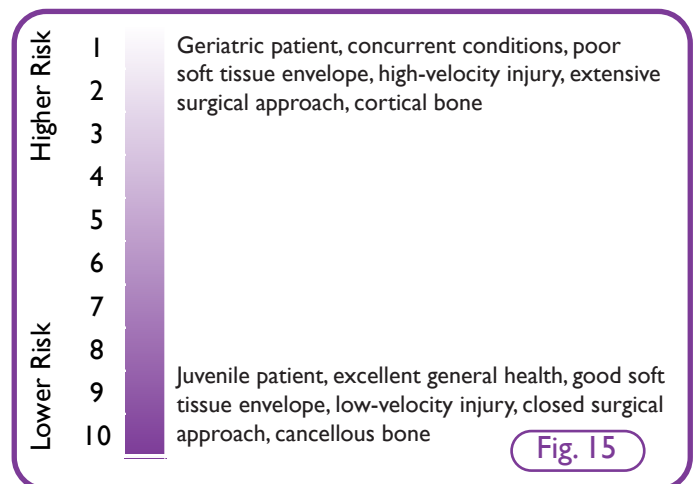 Higher Risk
Lower Risk
1
2
3
4
5
6
7
8
9
10
Geriatric patient, concurrent conditions, poor
soft tissue envelope, high-velocity injury, extensive
surgical approach, cortical bone
Juvenile patient, excellent general health, good soft
tissue envelope, low-velocity injury, closed surgical
approach, cancellous bone
Fig. 15